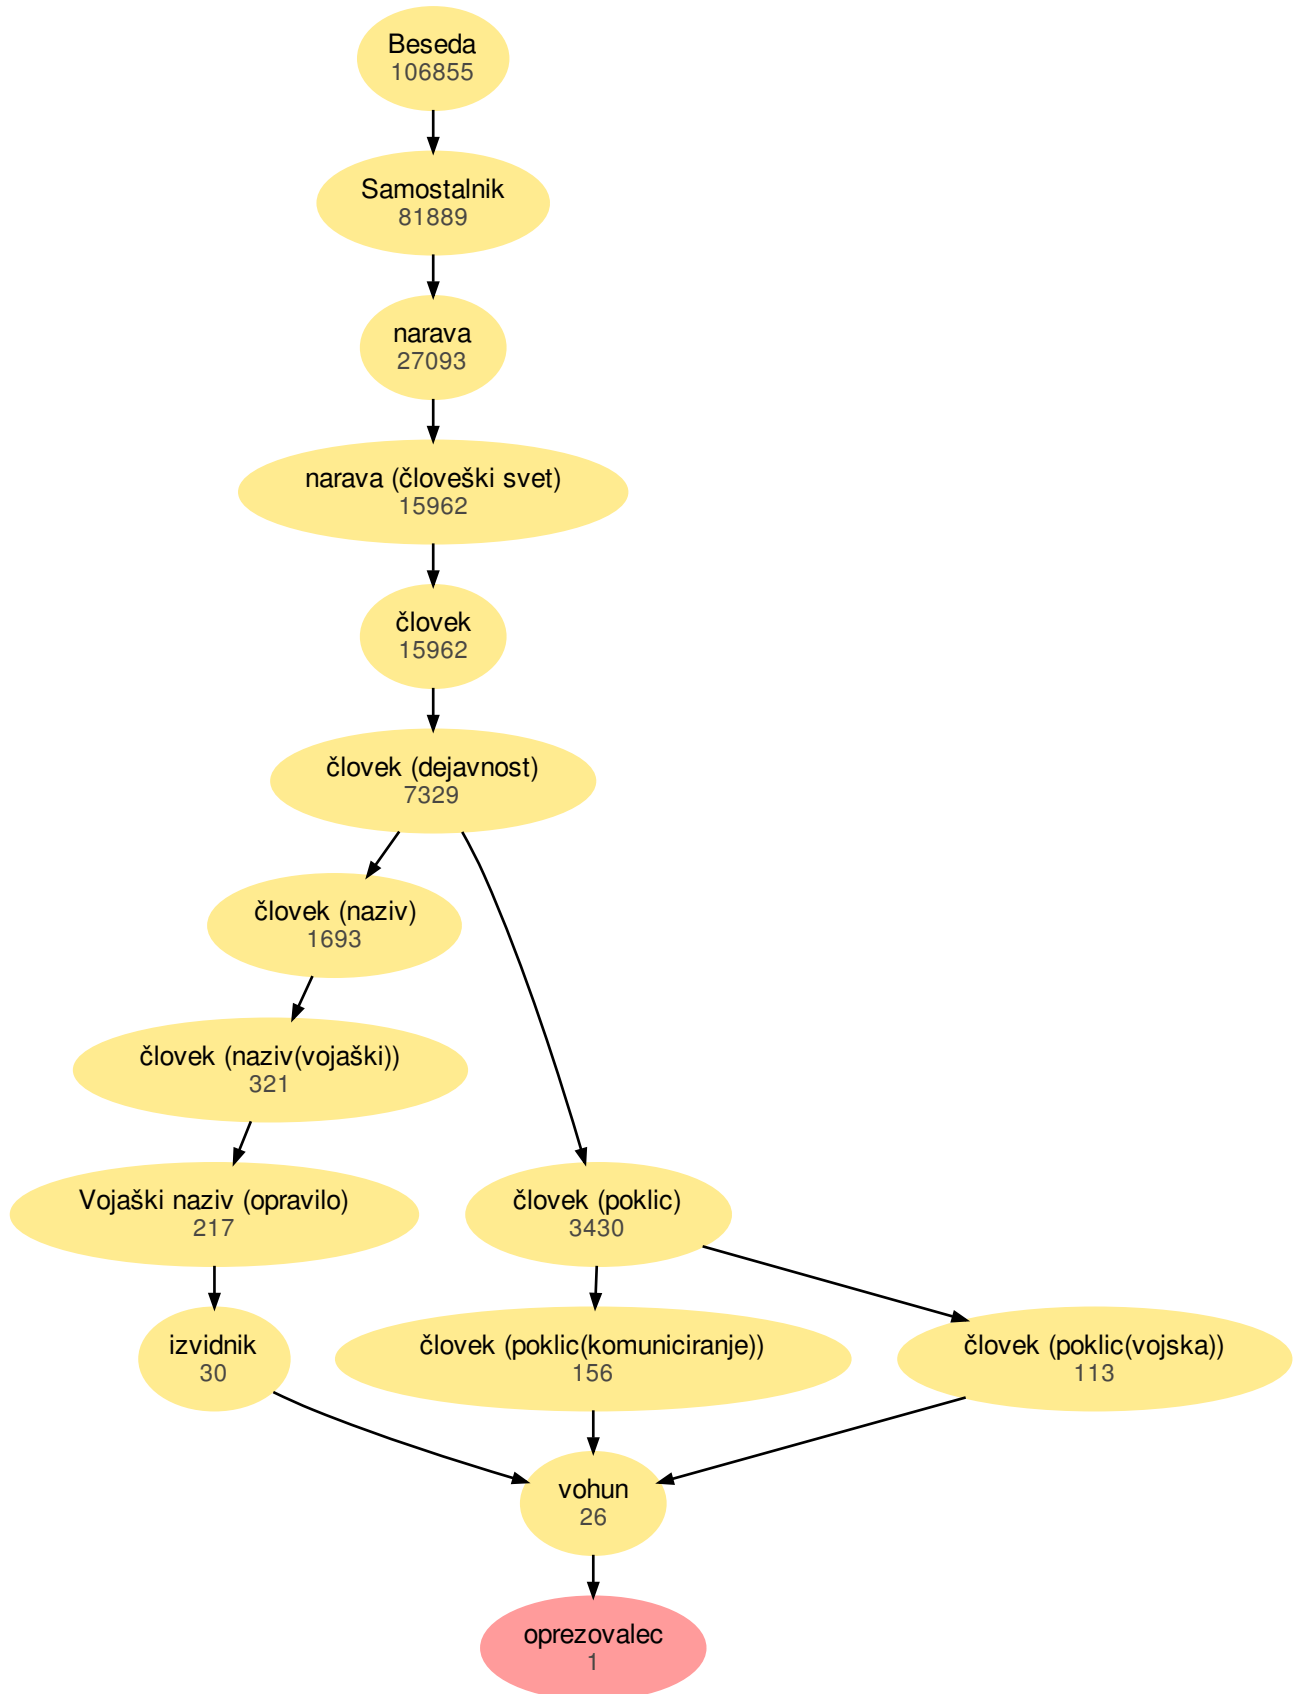 Beseda
106855
Samostalnik
81889
narava
27093
narava (človeški svet)
15962
človek
15962
človek (dejavnost)
7329
človek (naziv)
1693
človek (naziv(vojaški))
321
Vojaški naziv (opravilo)
217
človek (poklic)
3430
izvidnik
30
človek (poklic(komuniciranje))
156
človek (poklic(vojska))
113
vohun
26
oprezovalec
1